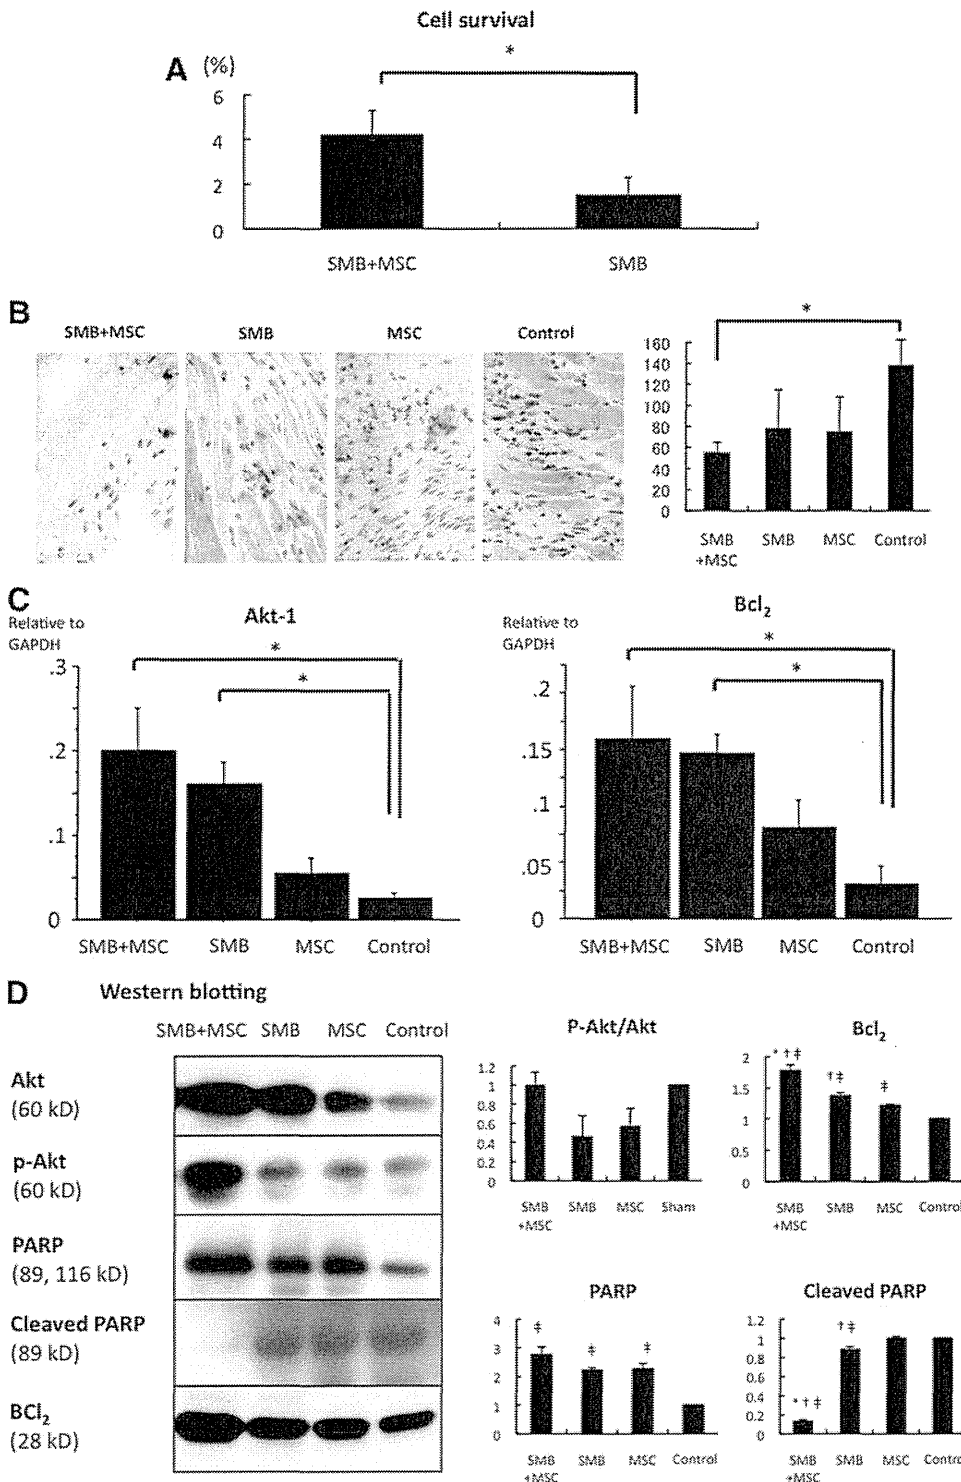 Cell survival
A (%)
*
6
4
2
0
SMB+MSC SMB
B
SMB+MSC SMB MSC Control
*
160
140
120
100
80
60
40
20
0
SMB +MSC SMB MSC Control
C
Relative to GAPDH
Akt-1
*
*
.3
.2
.1
0
SMB+MSC SMB MSC Control
Relative to GAPDH
Bcl2
*
*
.2
.15
.1
.05
0
SMB+MSC SMB MSC Control
D Western blotting
SMB+MSC SMB MSC Control
Akt
(60 kD)
p-Akt
(60 kD)
PARP
(89, 116 kD)
Cleaved PARP
(89 kD)
BCl2
(28 kD)
P-Akt/Akt
1.2
1
0.8
0.6
0.4
0.2
0
SMB +MSC SMB MSC Sham
Bcl2
2
1.5
1
0.5
0
*†‡ †‡ ‡
SMB +MSC SMB MSC Control
PARP
4
3
2
1
0
‡ ‡ ‡
SMB +MSC SMB MSC Control
Cleaved PARP
1.2
1
0.8
0.6
0.4
0.2
0
*†‡ †‡
SMB +MSC SMB MSC Control